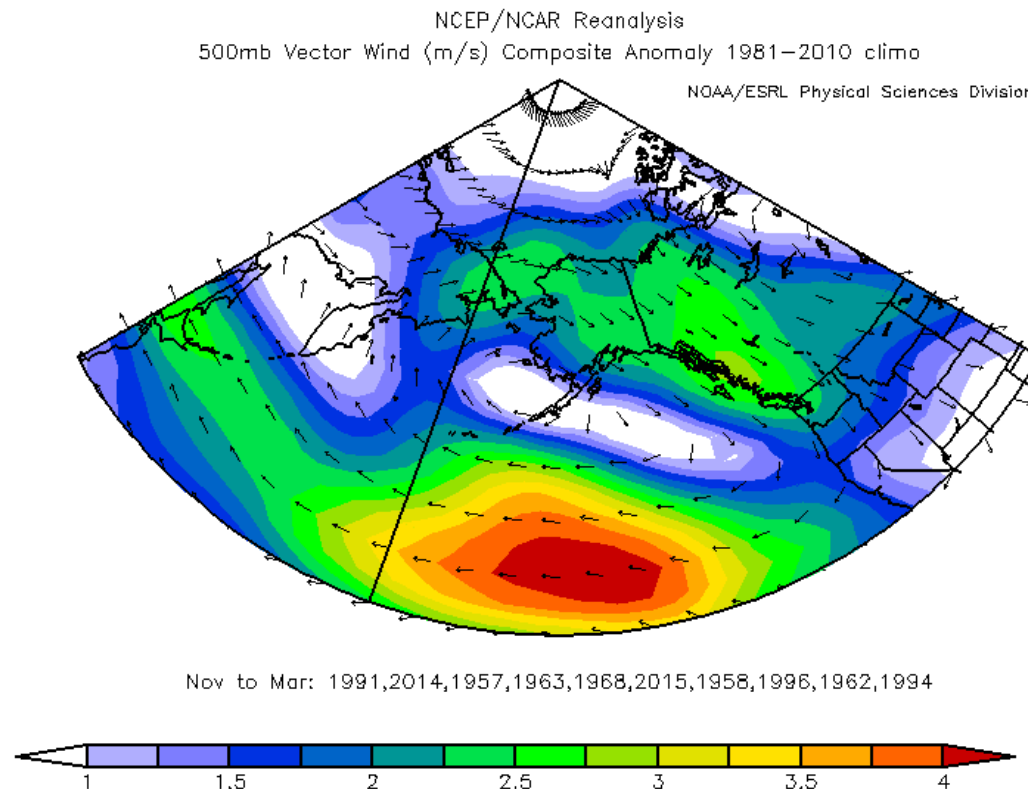 NCEP/NCAR Reanalysis
500mb Vector Wind (m/s) Composite Anomaly 1981−2010 climo
NOAA/ESRL Physical Sciences Division
Nov to Mar: 1991,2014,1957,1963,1968,2015,1958,1996,1962,1994
1 1.5 2 2.5 3 3.5 4